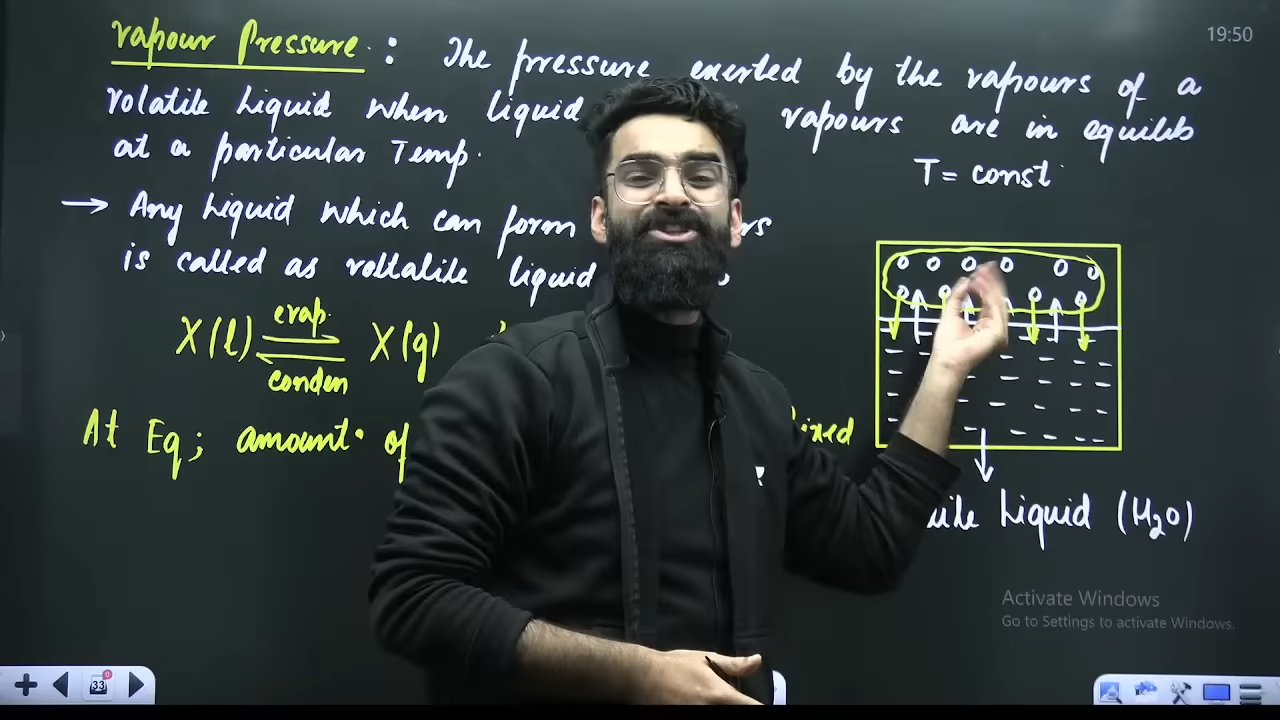 19:50
Vapour Pressure : The pressure exerted by the vapours of a
volatile Liquid when liquid vapours are in equilib
at a particular Temp.
T = const
→ Any Liquid which can form
is called as voltalite liquid
X(l) ⇌ X(g)
evap.
conden
At Eq; amount of
Liquid (H2O)
Activate Windows
Go to Settings to activate Windows.
33